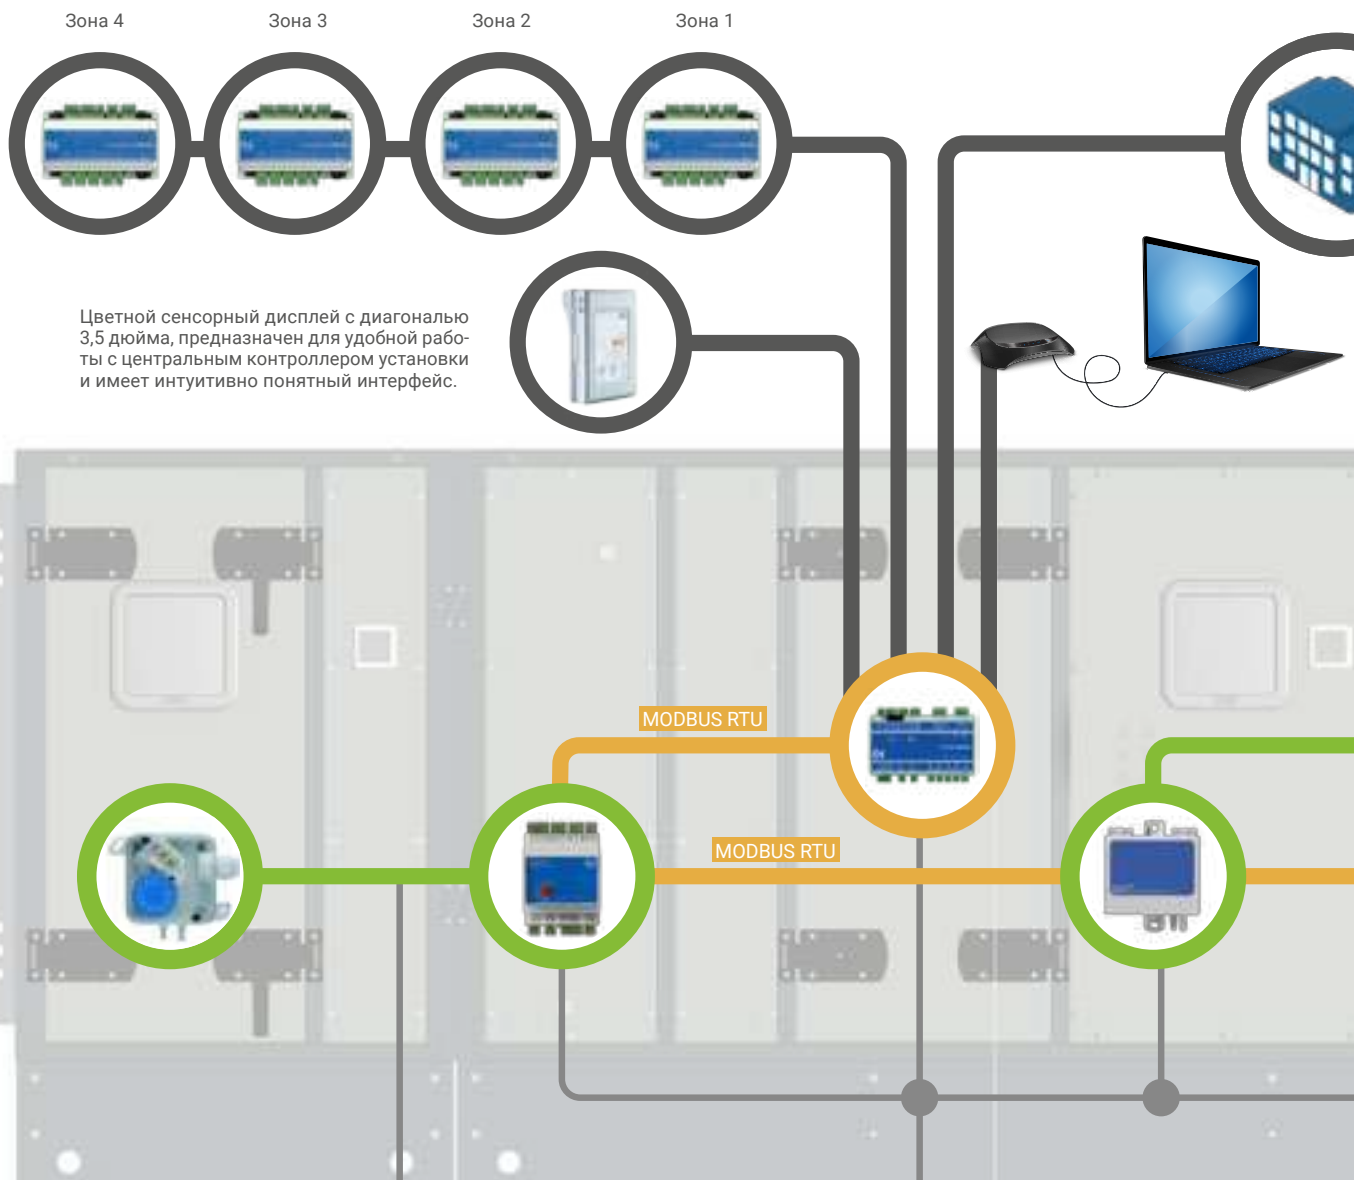 Зона 4
Зона 3
Зона 2
Зона 1
Цветной сенсорный дисплей с диагональю
3,5 дюйма, предназначен для удобной рабо-
ты с центральным контроллером установки
и имеет интуитивно понятный интерфейс.
MODBUS RTU
MODBUS RTU